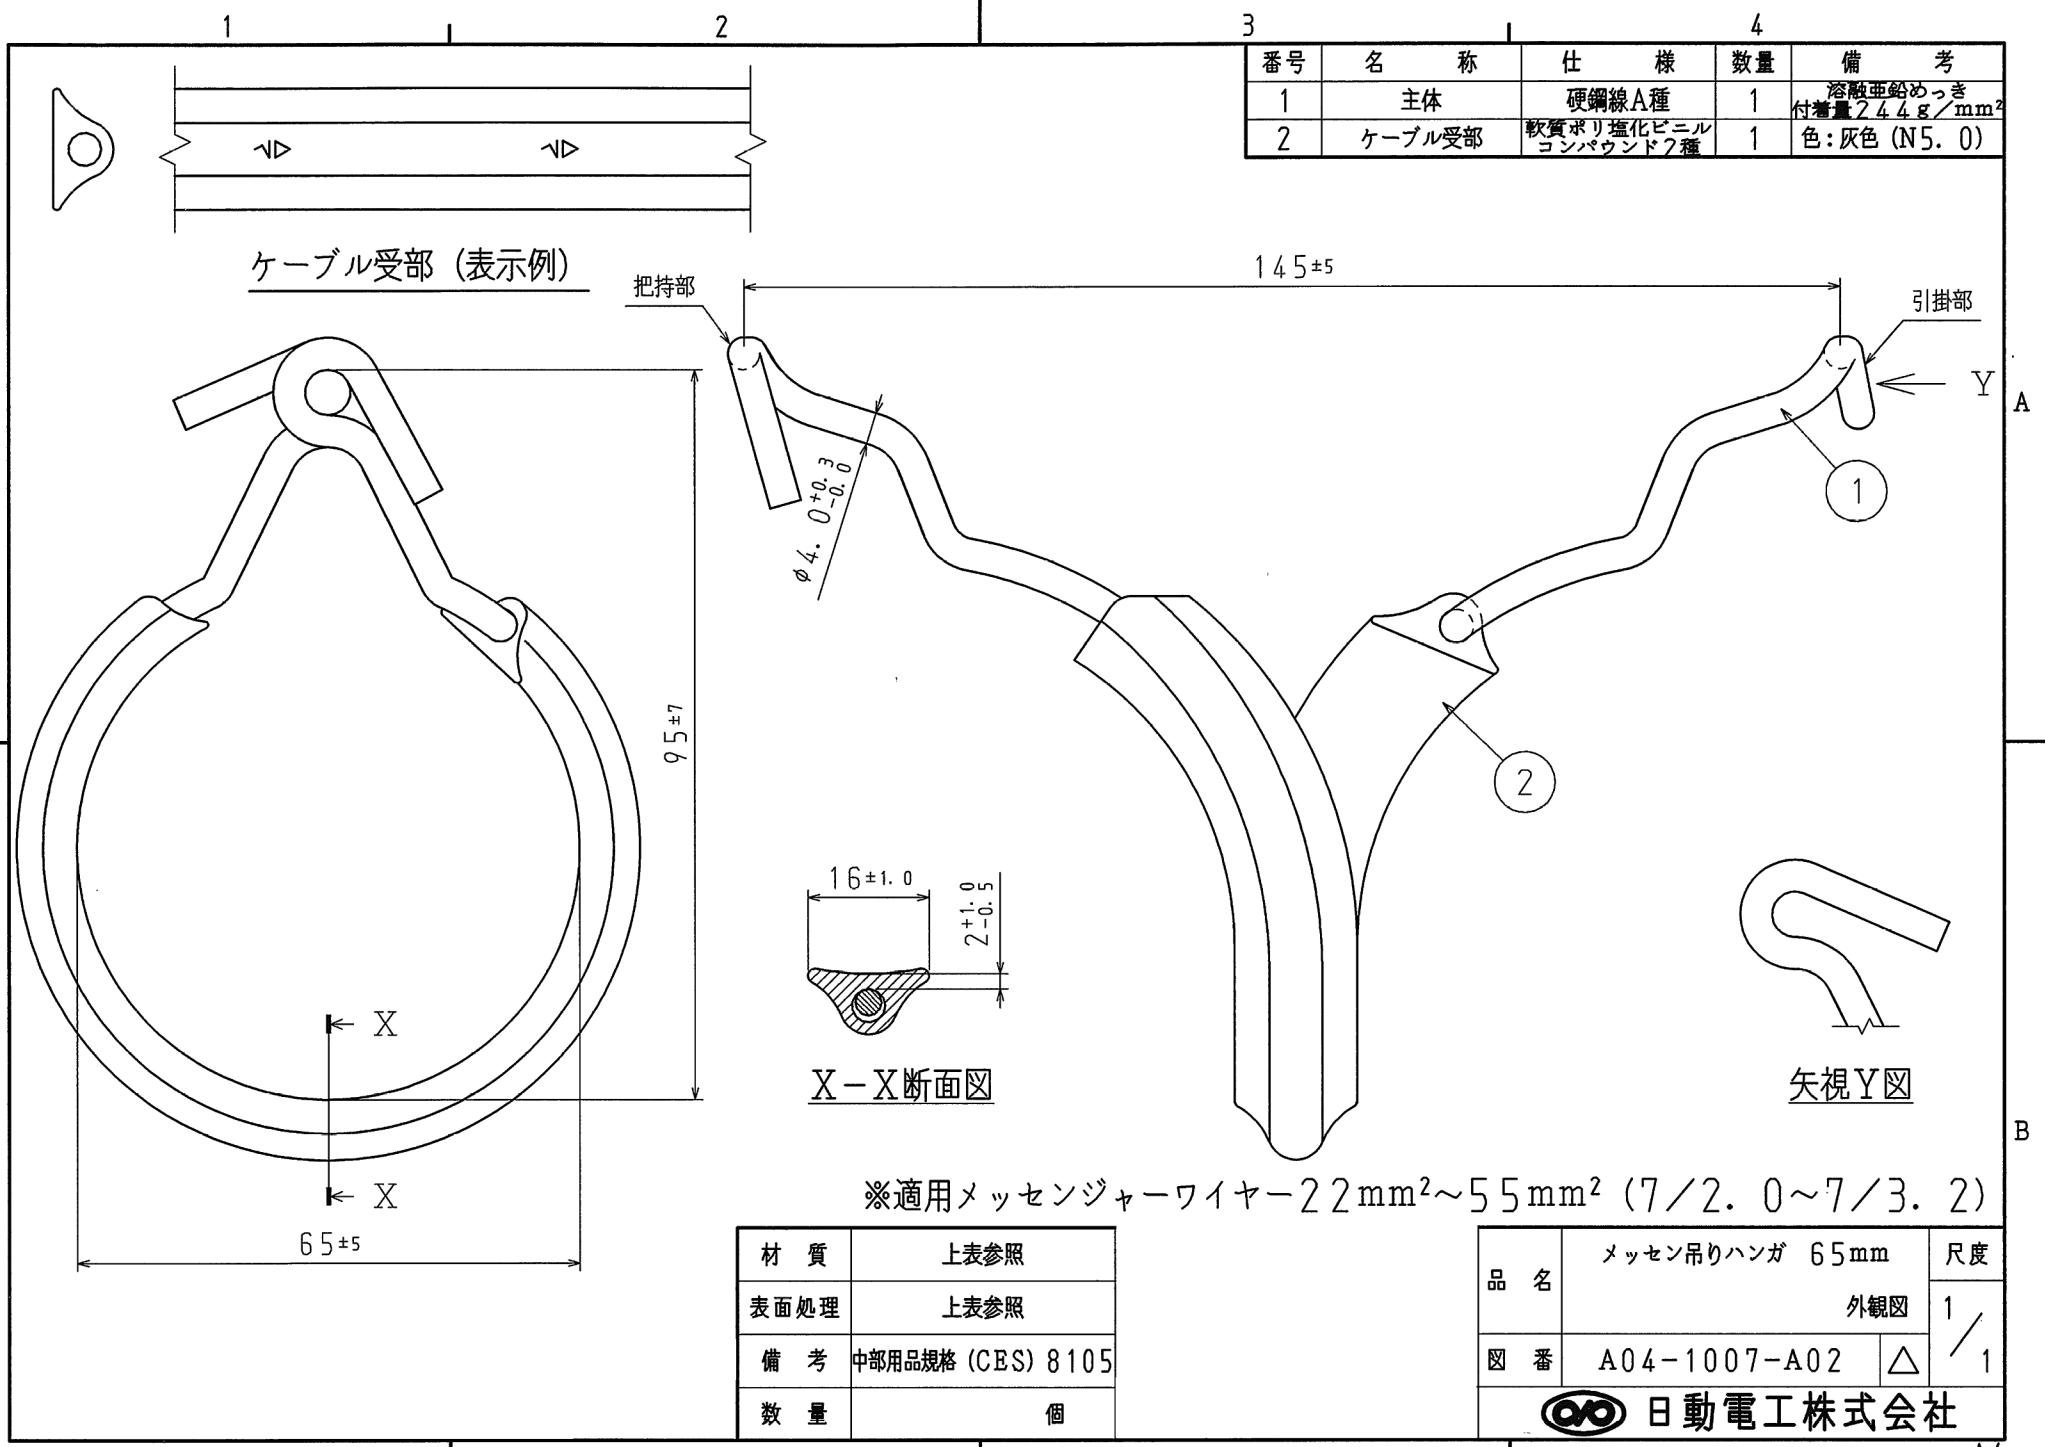 1 2 3 4
番号 名称 仕様 数量 備考
1 主体 硬鋼線A種 1 溶融亜鉛めっき
付着量244g/mm²
2 ケーブル受部 軟質ポリ塩化ビニル
コンパウンド2種 1 色:灰色(N5.0)
ケーブル受部(表示例)
把持部
145±5
引掛部
Y
A
1
φ4.0+0.3
-0.0
95±7
2
16±1.0
2+1.0
-0.5
X
X-X断面図
矢視Y図
B
X
※適用メッセンジャーワイヤー22mm²~55mm²(7/2.0~7/3.2)
65±5
材質 上表参照
表面処理 上表参照
備考 中部用品規格(CES)8105
数量 個
品名 メッセン吊りハンガ 65mm
外観図
尺度
1/1
図番 A04-1007-A02
日動電工株式会社